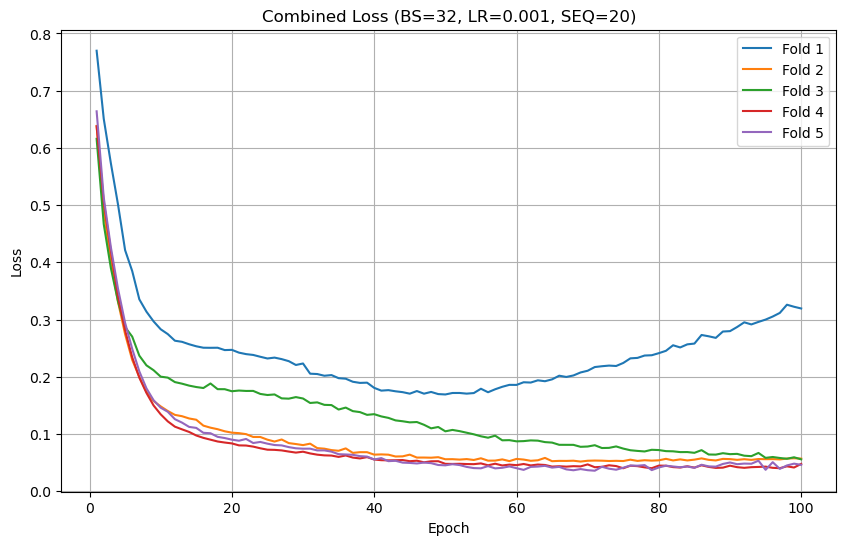 Combined Loss (BS=32, LR=0.001, SEQ=20)
Fold 1
Fold 2
Fold 3
Fold 4
Fold 5
Loss
0.8
0.7
0.6
0.5
0.4
0.3
0.2
0.1
0.0
0
20
40
60
80
100
Epoch